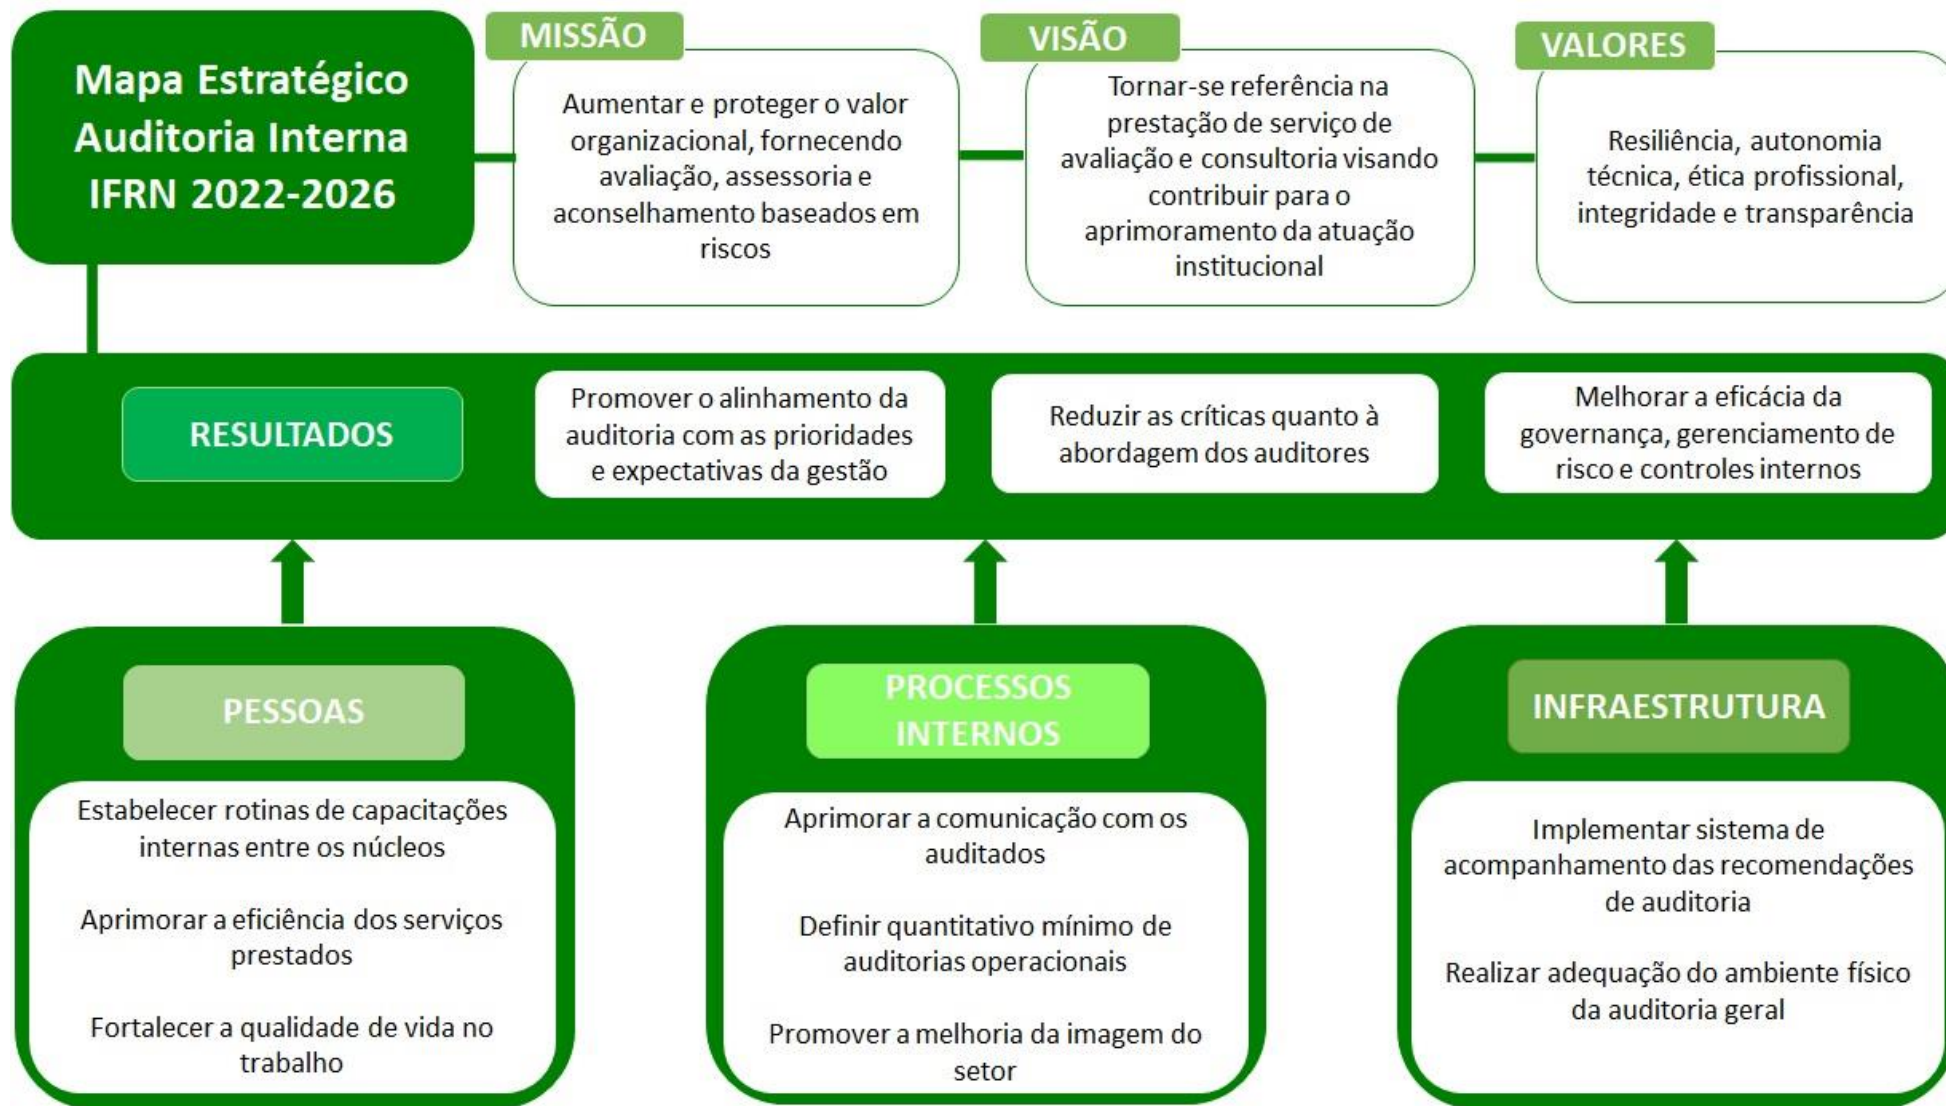 Mapa Estratégico
Auditoria Interna
IFRN 2022-2026
MISSÃO
Aumentar e proteger o valor
organizacional, fornecendo
avaliação, assessoria e
aconselhamento baseados em
riscos
VISÃO
Tornar-se referência na
prestação de serviço de
avaliação e consultoria visando
contribuir para o
aprimoramento da atuação
institucional
VALORES
Resiliência, autonomia
técnica, ética profissional,
integridade e transparência
RESULTADOS
Promover o alinhamento da
auditoria com as prioridades
e expectativas da gestão
Reduzir as críticas quanto à
abordagem dos auditores
Melhorar a eficácia da
governança, gerenciamento de
risco e controles internos
PESSOAS
Estabelecer rotinas de capacitações
internas entre os núcleos
Aprimorar a eficiência dos serviços
prestados
Fortalecer a qualidade de vida no
trabalho
PROCESSOS
INTERNOS
Aprimorar a comunicação com os
auditados
Definir quantitativo mínimo de
auditorias operacionais
Promover a melhoria da imagem do
setor
INFRAESTRUTURA
Implementar sistema de
acompanhamento das recomendações
de auditoria
Realizar adequação do ambiente físico
da auditoria geral